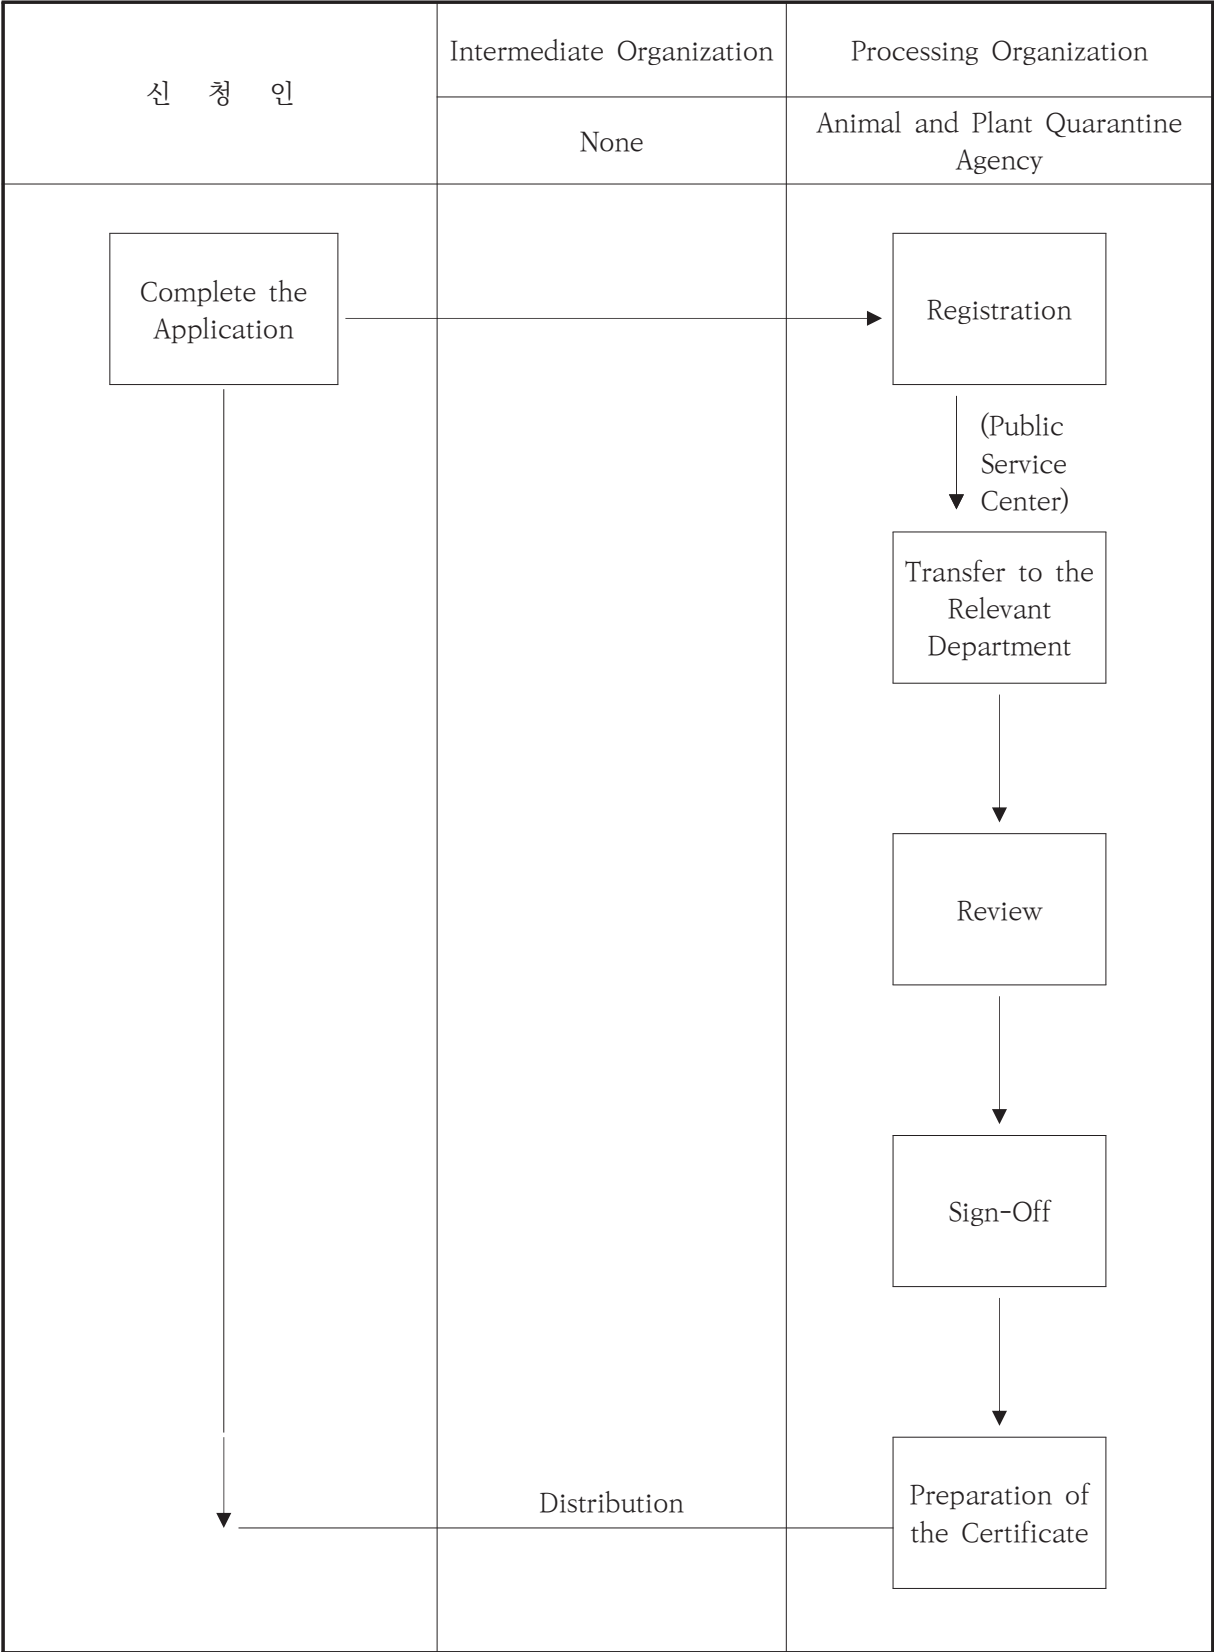 신 청 인
Intermediate Organization
Processing Organization
None
Animal and Plant Quarantine
Agency
Complete the
Application
Registration
(Public
Service
Center)
Transfer to the
Relevant
Department
Review
Sign-Off
Distribution
Preparation of
the Certificate